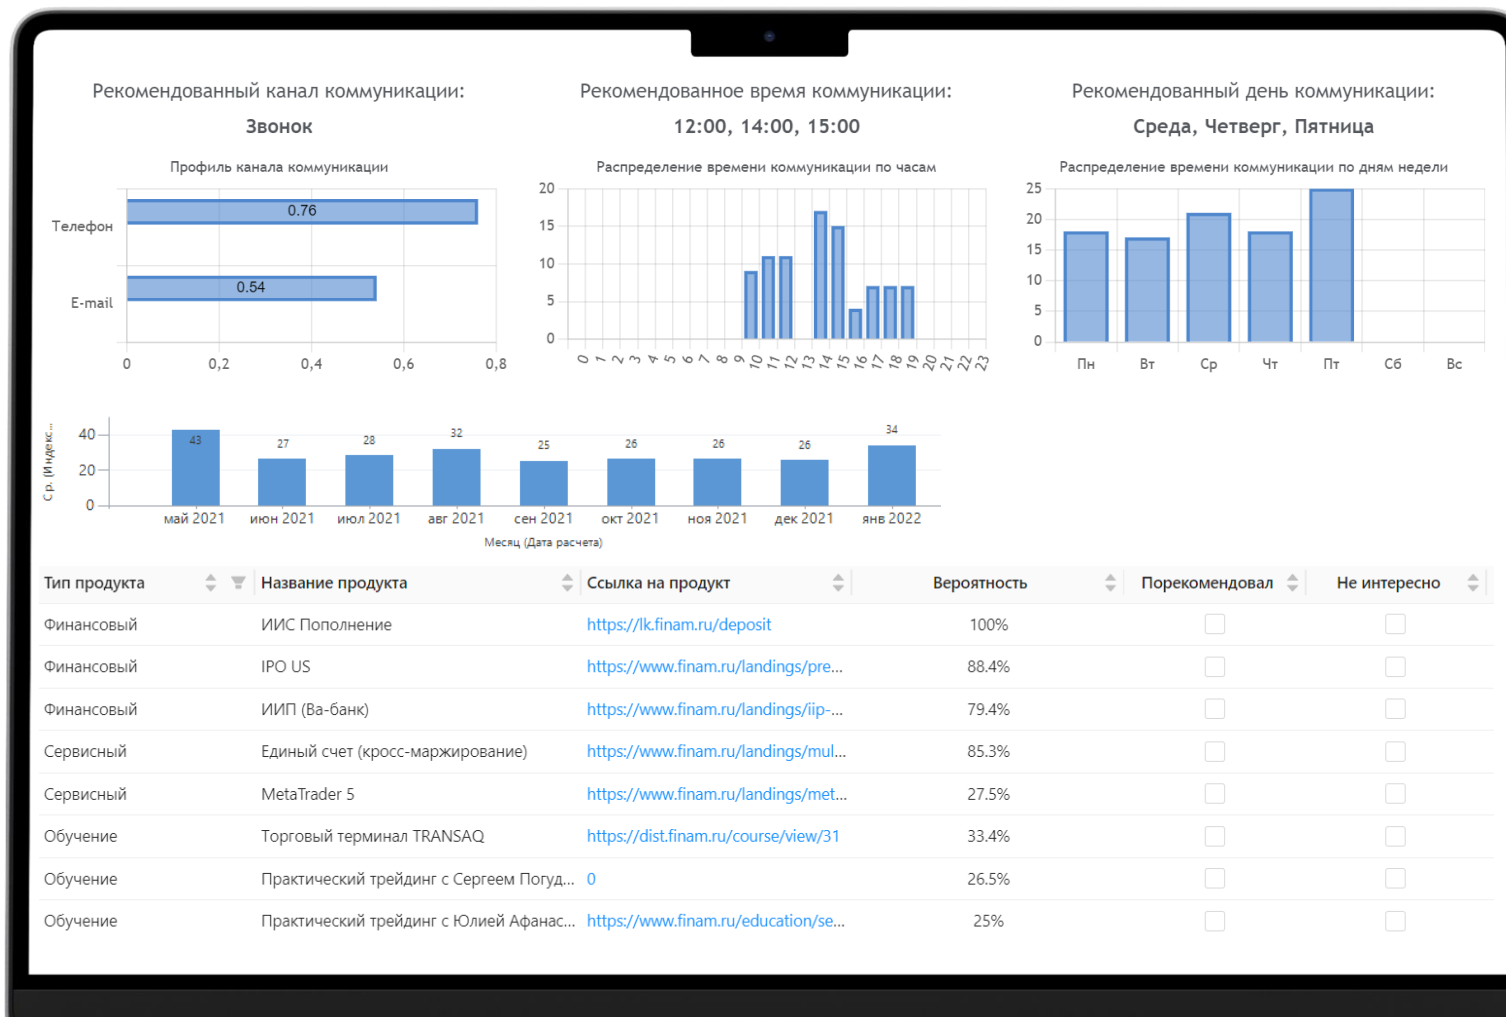 Рекомендованный канал коммуникации:
Звонок
Профиль канала коммуникации
Телефон
0.76
E-mail
0.54
0 0,2 0,4 0,6 0,8
Рекомендованное время коммуникации:
12:00, 14:00, 15:00
Распределение времени коммуникации по часам
20
15
10
5
0
0 1 2 3 4 5 6 7 8 9 10 11 12 13 14 15 16 17 18 19 20 21 22 23
Рекомендованный день коммуникации:
Среда, Четверг, Пятница
Распределение времени коммуникации по дням недели
25
20
15
10
5
0
Пн Вт Ср Чт Пт Сб Вс
Ср. (Индекс...
40
20
0
43 27 28 32 25 26 26 26 34
май 2021 июн 2021 июл 2021 авг 2021 сен 2021 окт 2021 ноя 2021 дек 2021 янв 2022
Месяц (Дата расчета)
Тип продукта Название продукта Ссылка на продукт Вероятность Порекомендовал Не интересно
Финансовый ИИС Пополнение https://lk.finam.ru/deposit 100%
Финансовый IPO US https://www.finam.ru/landings/pre... 88.4%
Финансовый ИИП (Ва-банк) https://www.finam.ru/landings/iip-... 79.4%
Сервисный Единый счет (кросс-маржирование) https://www.finam.ru/landings/mul... 85.3%
Сервисный MetaTrader 5 https://www.finam.ru/landings/met... 27.5%
Обучение Торговый терминал TRANSAQ https://dist.finam.ru/course/view/31 33.4%
Обучение Практический трейдинг с Сергеем Погуд... 0 26.5%
Обучение Практический трейдинг с Юлией Афанас... https://www.finam.ru/education/se... 25%